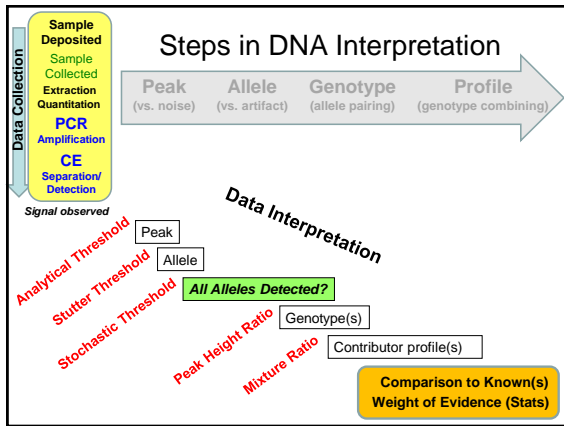 Steps in DNA Interpretation
Data Collection
Sample
Deposited
Sample
Collected
Extraction
Quantitation
PCR
Amplification
CE
Separation/
Detection
Signal observed
Peak
(vs. noise)
Allele
(vs. artifact)
Genotype
(allele pairing)
Profile
(genotype combining)
Data Interpretation
Analytical Threshold
Peak
Stutter Threshold
Allele
Stochastic Threshold
All Alleles Detected?
Peak Height Ratio
Genotype(s)
Mixture Ratio
Contributor profile(s)
Comparison to Known(s)
Weight of Evidence (Stats)